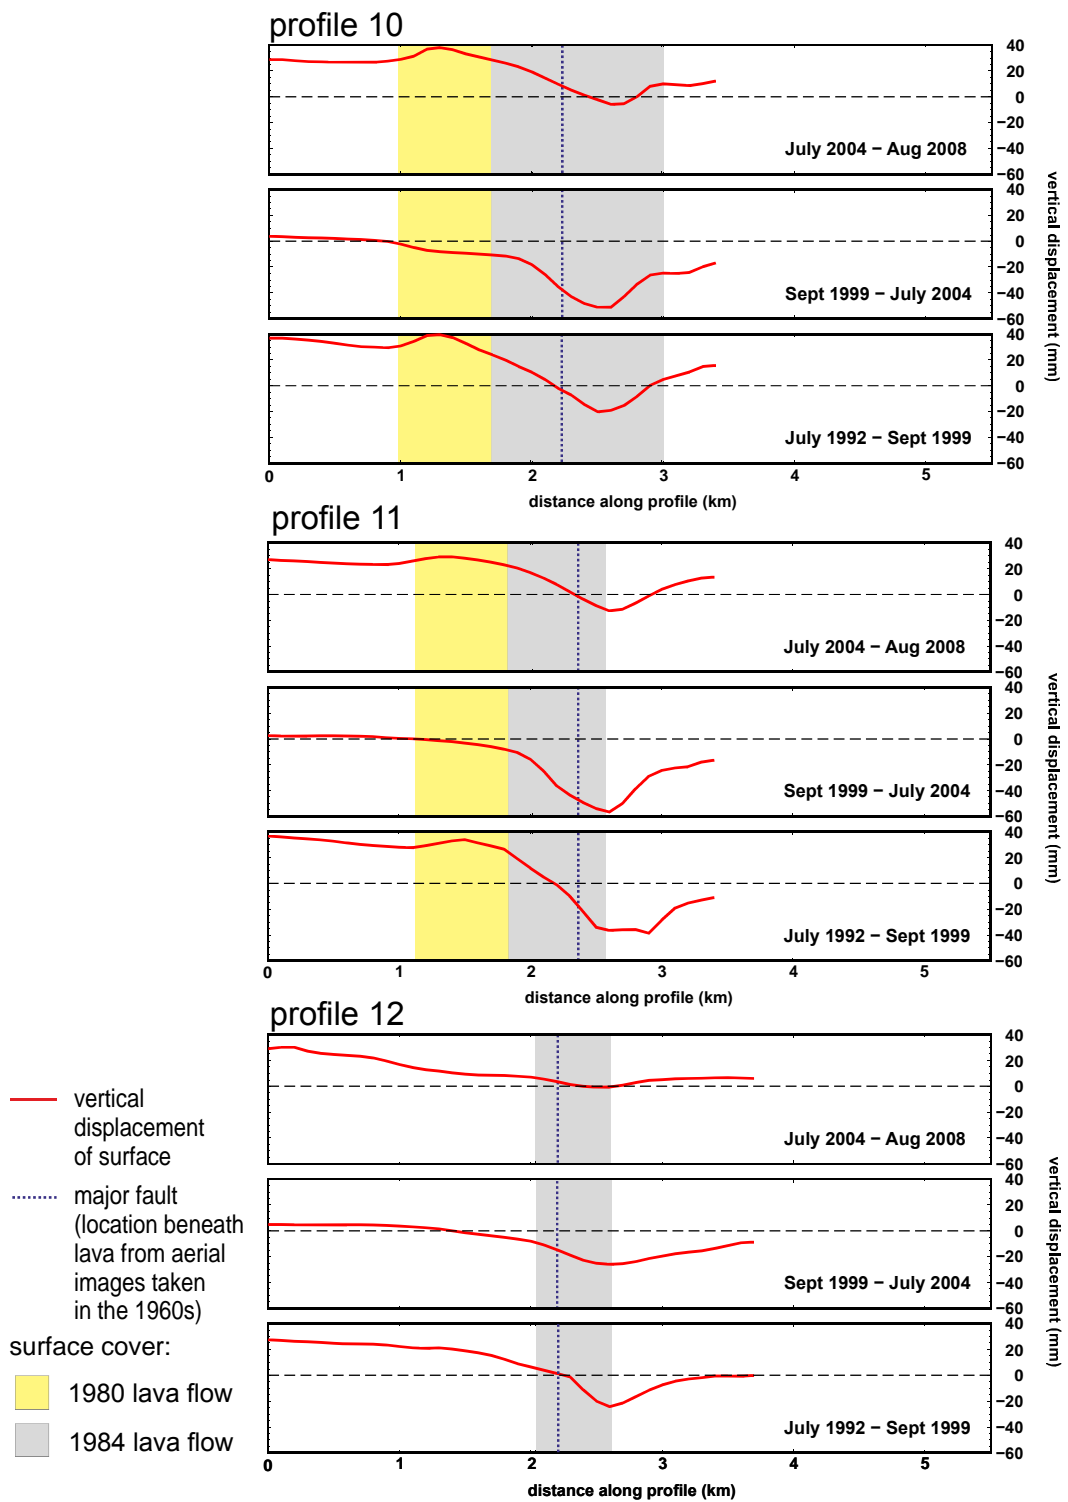 profile 10
40
20
0
−20
−40
−60
July 2004 − Aug 2008
40
20
0
−20
−40
−60
Sept 1999 − July 2004
40
20
0
−20
−40
−60
July 1992 − Sept 1999
vertical displacement (mm)
0 1 2 3 4 5
distance along profile (km)
profile 11
40
20
0
−20
−40
−60
July 2004 − Aug 2008
40
20
0
−20
−40
−60
Sept 1999 − July 2004
40
20
0
−20
−40
−60
July 1992 − Sept 1999
vertical displacement (mm)
0 1 2 3 4 5
distance along profile (km)
profile 12
40
20
0
−20
−40
−60
July 2004 − Aug 2008
40
20
0
−20
−40
−60
Sept 1999 − July 2004
40
20
0
−20
−40
−60
July 1992 − Sept 1999
vertical displacement (mm)
0 1 2 3 4 5
distance along profile (km)
vertical
displacement
of surface
major fault
(location beneath
lava from aerial
images taken
in the 1960s)
surface cover:
1980 lava flow
1984 lava flow